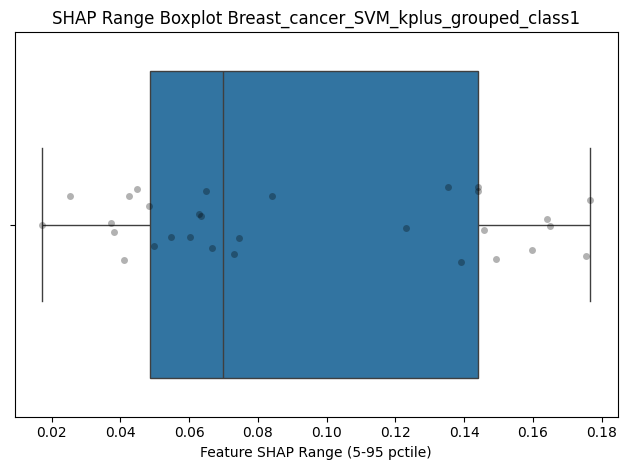 SHAP Range Boxplot Breast_cancer_SVM_kplus_grouped_class1
0.02 0.04 0.06 0.08 0.10 0.12 0.14 0.16 0.18
Feature SHAP Range (5-95 pctile)